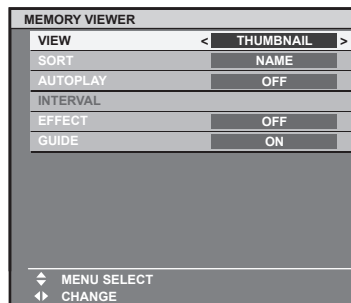 MEMORY VIEWER
VIEW < THUMBNAIL >
SORT NAME
AUTOPLAY OFF
INTERVAL
EFFECT OFF
GUIDE ON
MENU SELECT
CHANGE